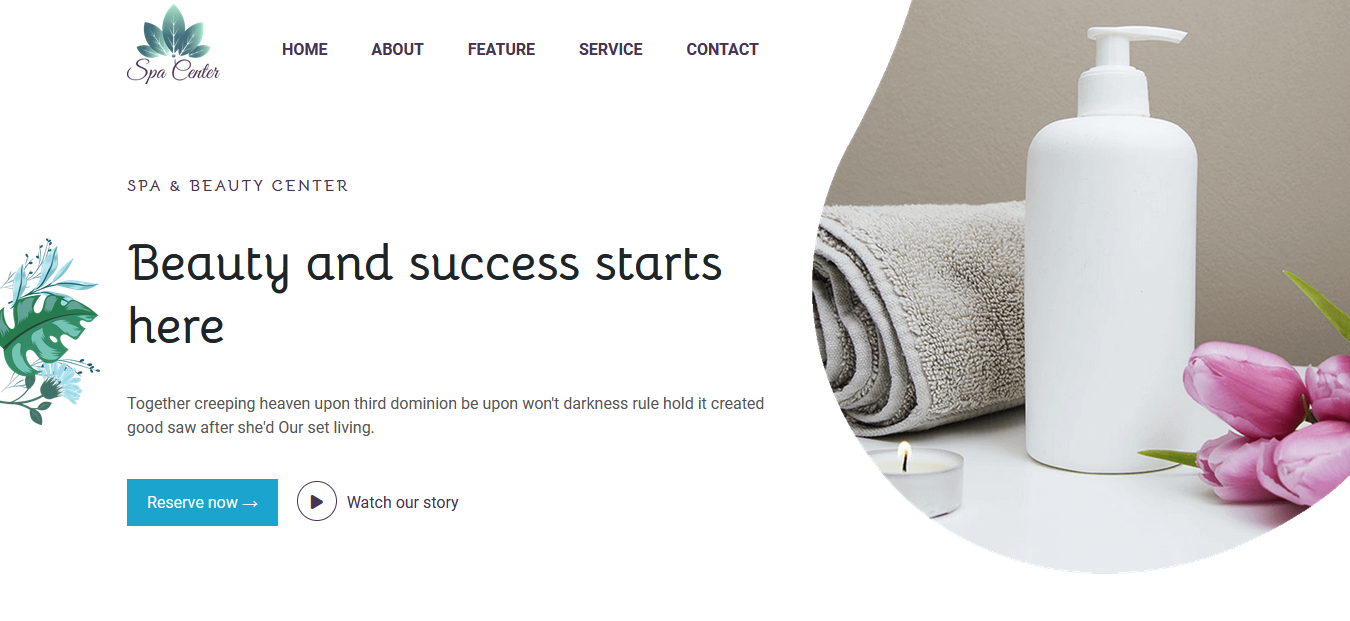 Spa Center
HOME ABOUT FEATURE SERVICE CONTACT
SPA & BEAUTY CENTER
Beauty and success starts
here
Together creeping heaven upon third dominion be upon won't darkness rule hold it created
good saw after she'd Our set living.
Reserve now → Watch our story